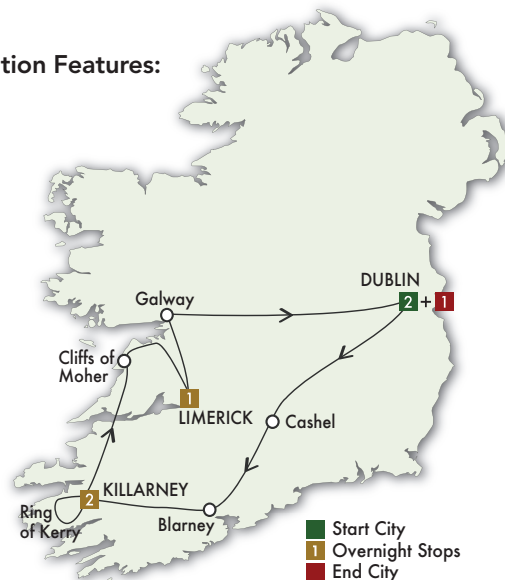 tion Features:
DUBLIN
2 + 1
Galway
Cliffs of
Moher
1
LIMERICK
Cashel
2 KILLARNEY
Ring
of Kerry
Blarney
Start City
1 Overnight Stops
End City